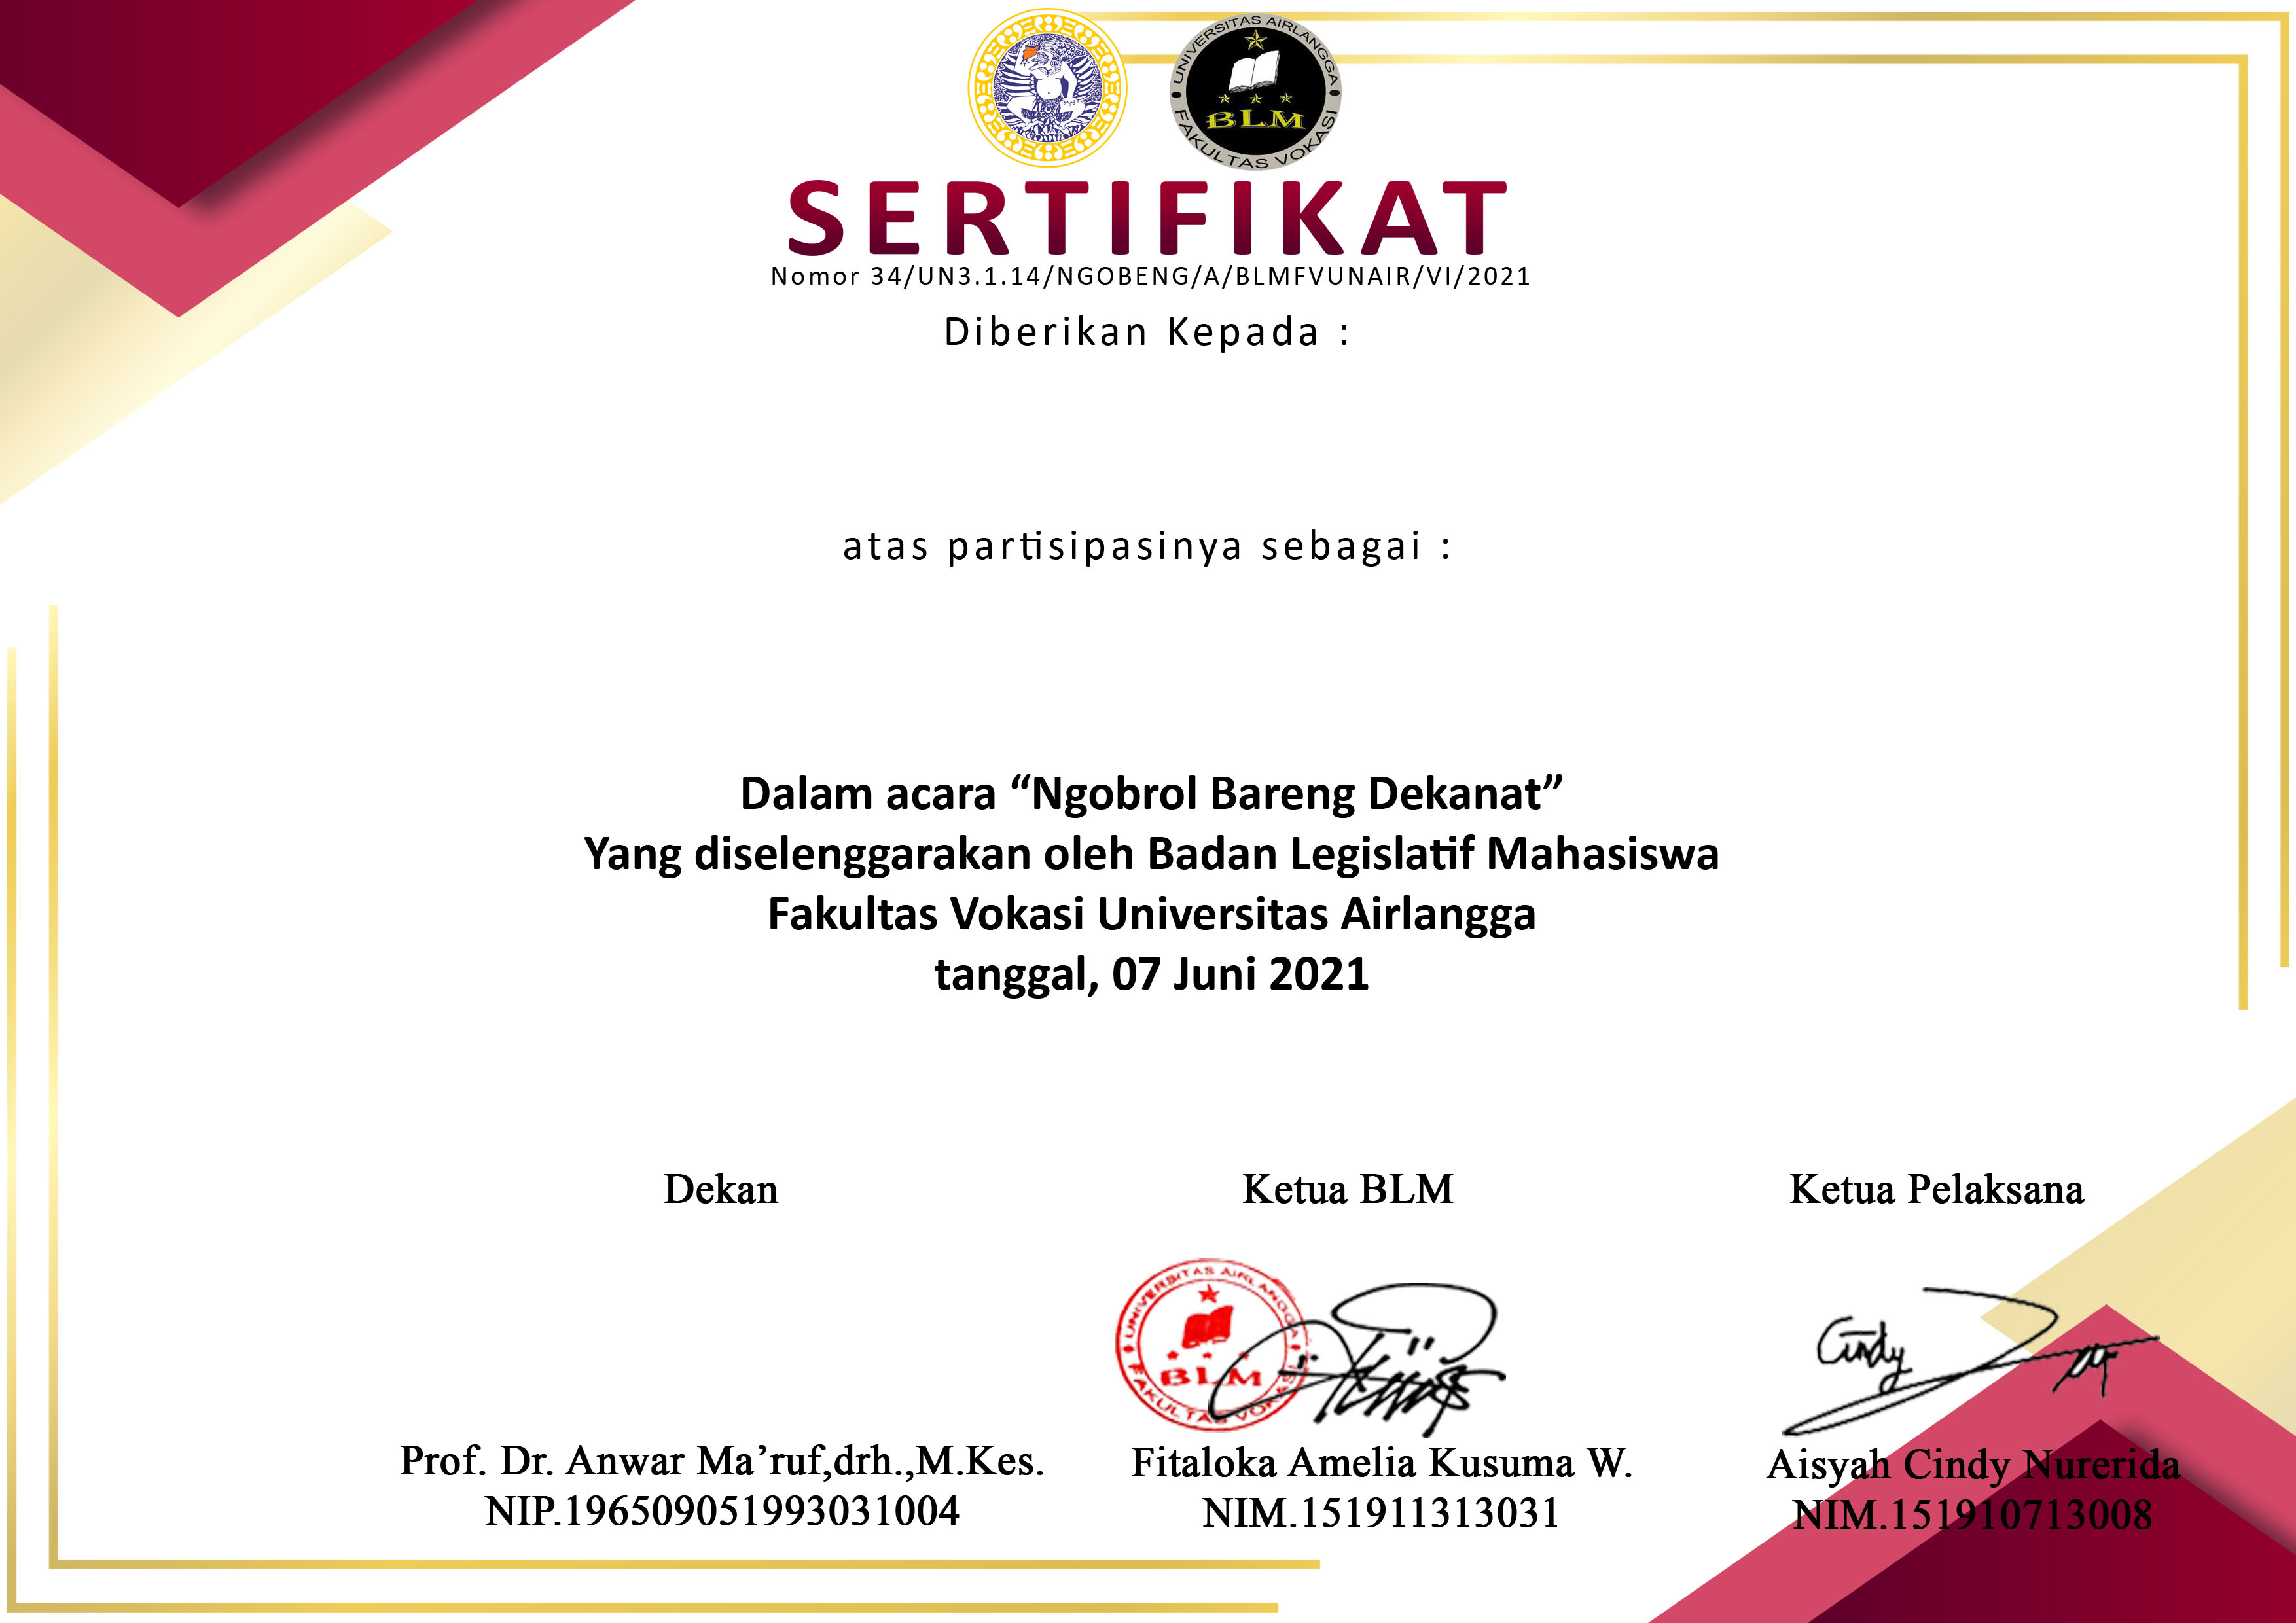 UNIVERSITAS AIRLANGGA
BLM
FAKULTAS VOKASI
SERTIFIKAT
Nomor 34/UN3.1.14/NGOBENG/A/BLMFVUNAIR/VI/2021
Diberikan Kepada :
atas partisipasinya sebagai :
Dalam acara “Ngobrol Bareng Dekanat”
Yang diselenggarakan oleh Badan Legislatif Mahasiswa
Fakultas Vokasi Universitas Airlangga
tanggal, 07 Juni 2021
Dekan
Ketua BLM
Ketua Pelaksana
UNIVERSITAS AIRLANGGA
BLM
FAKULTAS VOKASI
Cindy
Prof. Dr. Anwar Ma’ruf,drh.,M.Kes.
NIP.196509051993031004
Fitaloka Amelia Kusuma W.
NIM.151911313031
Aisyah Cindy Nurerida
NIM.151910713008